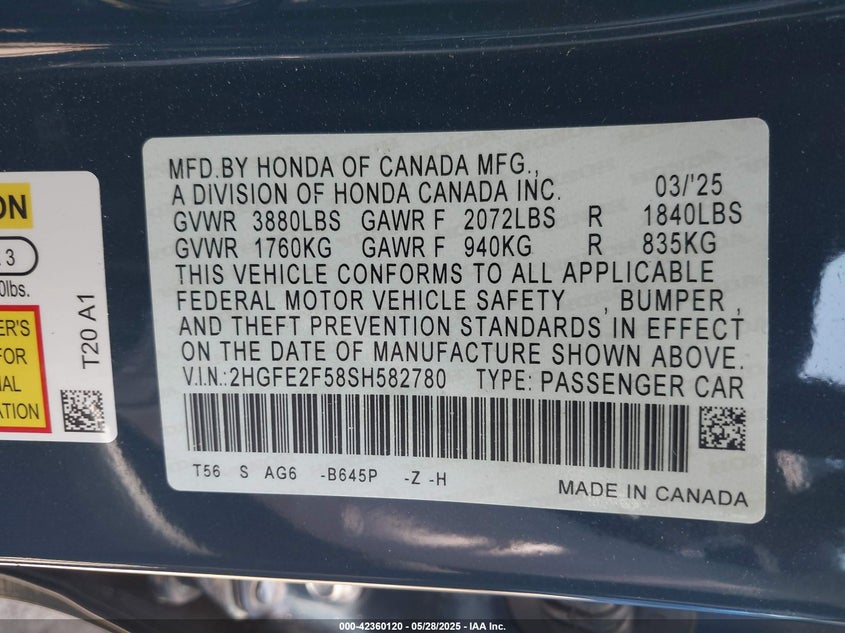 ON
3
0lbs.
ER'S
FOR
NAL
ATION
T20 A1
MFD.BY HONDA OF CANADA MFG.,
A DIVISION OF HONDA CANADA INC. 03/'25
GVWR 3880LBS GAWR F 2072LBS R 1840LBS
GVWR 1760KG GAWR F 940KG R 835KG
THIS VEHICLE CONFORMS TO ALL APPLICABLE
FEDERAL MOTOR VEHICLE SAFETY , BUMPER ,
AND THEFT PREVENTION STANDARDS IN EFFECT
ON THE DATE OF MANUFACTURE SHOWN ABOVE.
V.I.N.:2HGFE2F58SH582780 TYPE: PASSENGER CAR
T56 S AG6 -B645P -Z -H
MADE IN CANADA
000-42360120 - 05/28/2025 - IAA Inc.